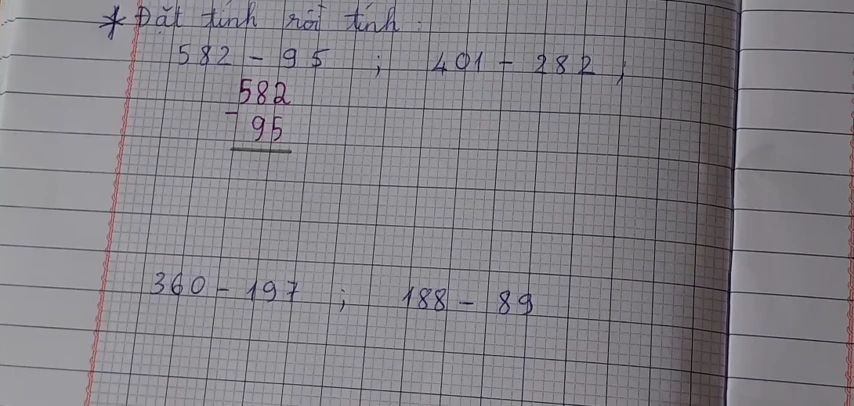 * Đặt tính rồi tính:
582 - 95 ; 401 - 282 ;
582
-
95
360 - 197 ; 188 - 89